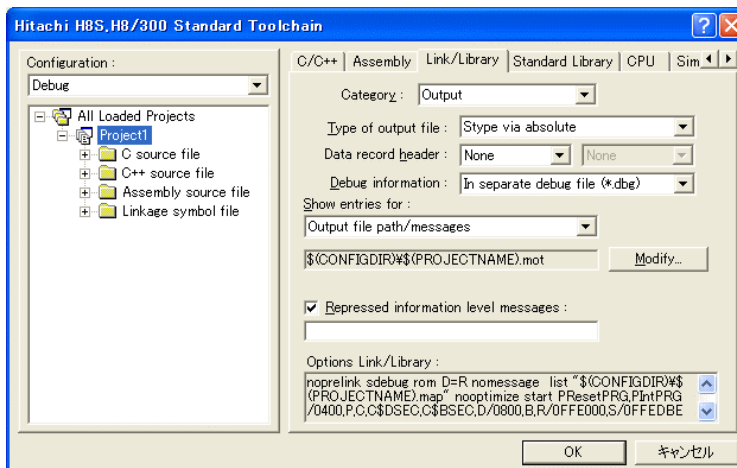 Hitachi H8S,H8/300 Standard Toolchain
Configuration :
Debug
All Loaded Projects
Project1
C source file
C++ source file
Assembly source file
Linkage symbol file
C/C++ Assembly Link/Library Standard Library CPU Sim
Category : Output
Type of output file : Stype via absolute
Data record header : None None
Debug information : In separate debug file (*.dbg)
Show entries for :
Output file path/messages
$(CONFIGDIR)¥$(PROJECTNAME).mot Modify...
Repressed information level messages :
Options Link/Library :
noprelink sdebug rom D=R nomessage list "$(CONFIGDIR)¥$
(PROJECTNAME).map" nooptimize start PResetPRG,PIntPRG
/0400,P,C,C$DSEC,C$BSEC,D/0800,B,R/0FFE000,S/0FFEDBE
OK キャンセル